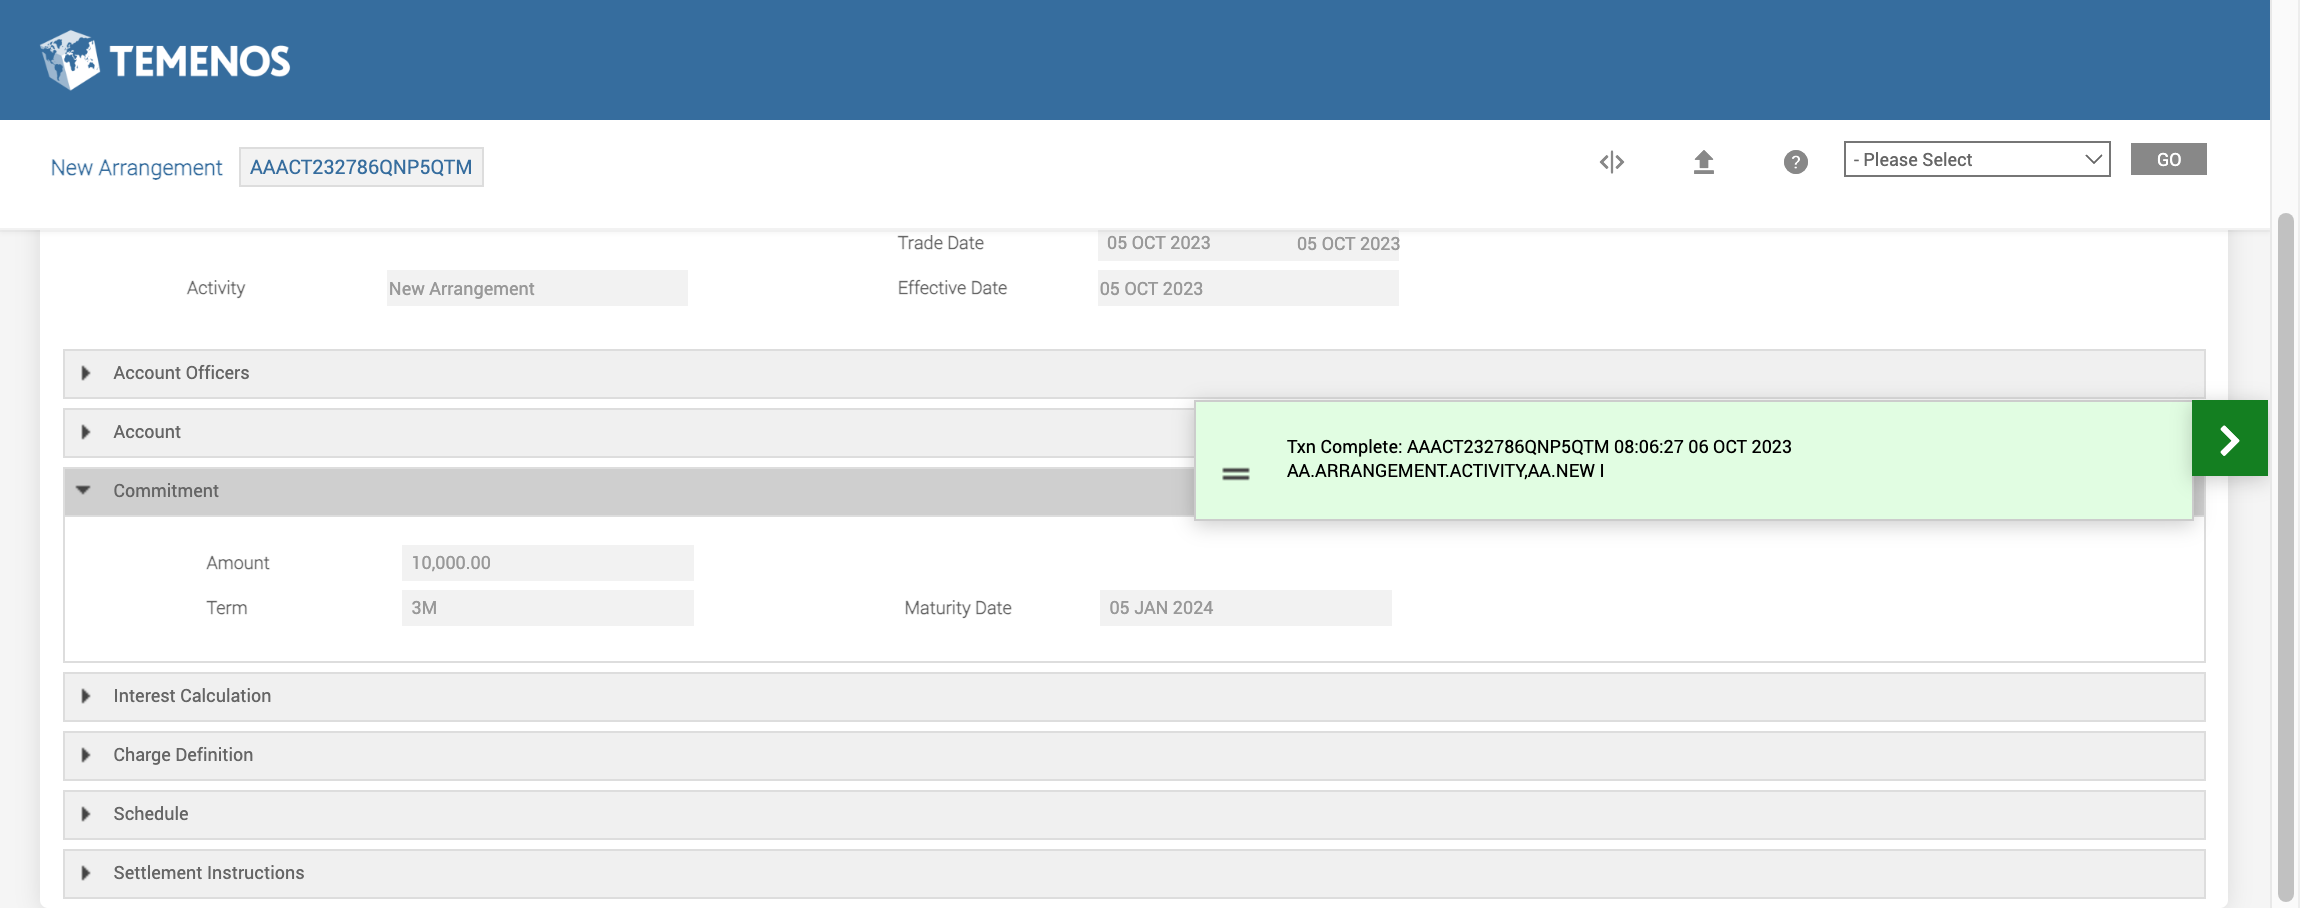 TEMENOS
New Arrangement AAACT232786QNP5QTM - Please Select GO
Trade Date 05 OCT 2023 05 OCT 2023
Activity New Arrangement Effective Date 05 OCT 2023
Account Officers
Account
Txn Complete: AAACT232786QNP5QTM 08:06:27 06 OCT 2023
AA.ARRANGEMENT.ACTIVITY,AA.NEW I
Commitment
Amount 10,000.00
Term 3M Maturity Date 05 JAN 2024
Interest Calculation
Charge Definition
Schedule
Settlement Instructions